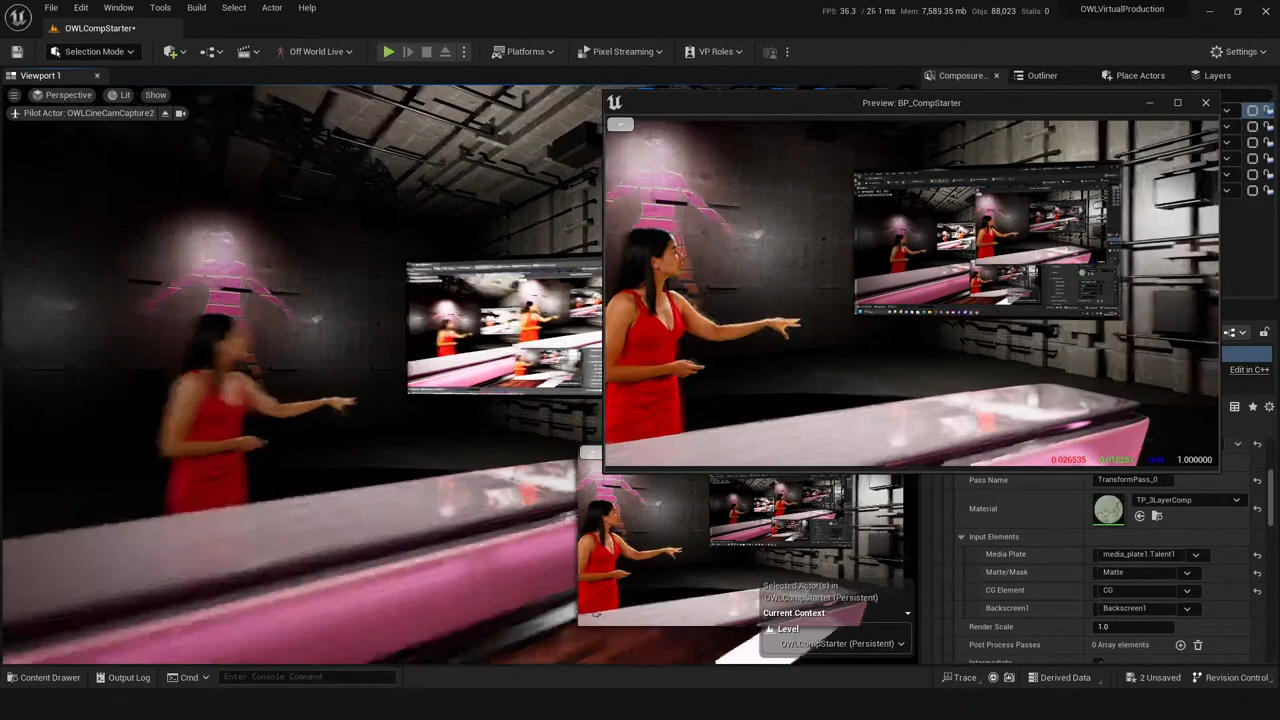 File Edit Window Tools Build Select Actor Help
FPS: 36.3 / 26.1 ms Mem: 7,589.35 mb Objs: 88,023 Stalls: 0
OWLVirtualProduction
OWLCompStarter*
Selection Mode
Off World Live
Platforms
Pixel Streaming
VP Roles
Settings
Viewport 1
Composure...
Outliner
Place Actors
Layers
Perspective
Lit
Show
Pilot Actor: OWLCineCamCapture2
Preview: BP_CompStarter
Edit in C++
0.026535
1.000000
Pass Name TransformPass_0
Material TP_3LayerComp
Input Elements
Media Plate media_plate1.Talent1
Matte/Mask Matte
CG Element CG
Backscreen1 Backscreen1
Render Scale 1.0
Post Process Passes 0 Array elements
Selected Actor(s) in
OWLCompStarter (Persistent)
Current Context
Level
OWLCompStarter (Persistent)
Content Drawer
Output Log
Cmd
Enter Console Command
Trace
Derived Data
2 Unsaved
Revision Control